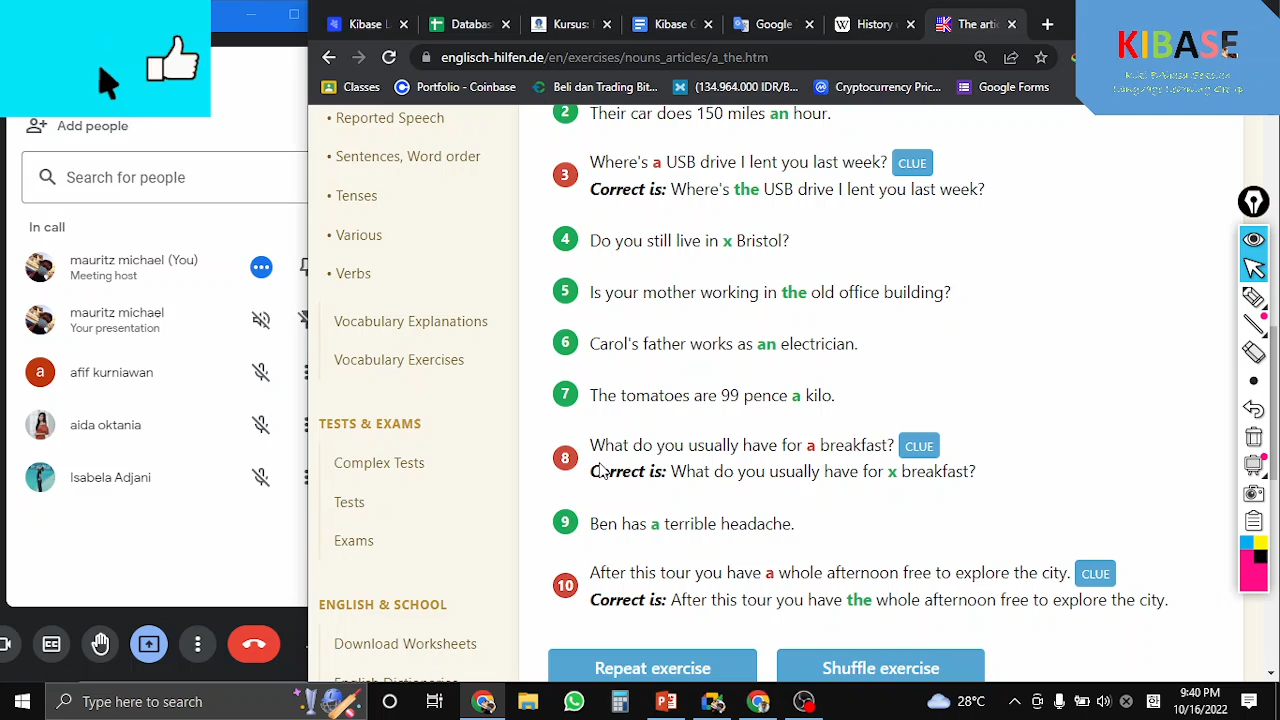 Kibase L
Databas
Kursus:
Kibase C
Google
History
The artic
englisch-hilfen.de/en/exercises/nouns_articles/a_the.htm
Classes
Portfolio - Coinbase
Beli dan Trading Bit...
(134.964.000 IDR/B...
Cryptocurrency Pric...
Google Forms
KIBASE
Add people
Search for people
In call
mauritz michael (You)
Meeting host
mauritz michael
Your presentation
afif kurniawan
aida oktania
Isabela Adjani
• Reported Speech
• Sentences, Word order
• Tenses
• Various
• Verbs
Vocabulary Explanations
Vocabulary Exercises
TESTS & EXAMS
Complex Tests
Tests
Exams
ENGLISH & SCHOOL
Download Worksheets
English Dictionaries
2 Their car does 150 miles an hour.
3 Where's a USB drive I lent you last week? CLUE
Correct is: Where's the USB drive I lent you last week?
4 Do you still live in x Bristol?
5 Is your mother working in the old office building?
6 Carol's father works as an electrician.
7 The tomatoes are 99 pence a kilo.
8 What do you usually have for a breakfast? CLUE
Correct is: What do you usually have for x breakfast?
9 Ben has a terrible headache.
10 After this tour you have a whole afternoon free to explore the city. CLUE
Correct is: After this tour you have the whole afternoon free to explore the city.
Repeat exercise
Shuffle exercise
Type here to search
28°C
9:40 PM
10/16/2022